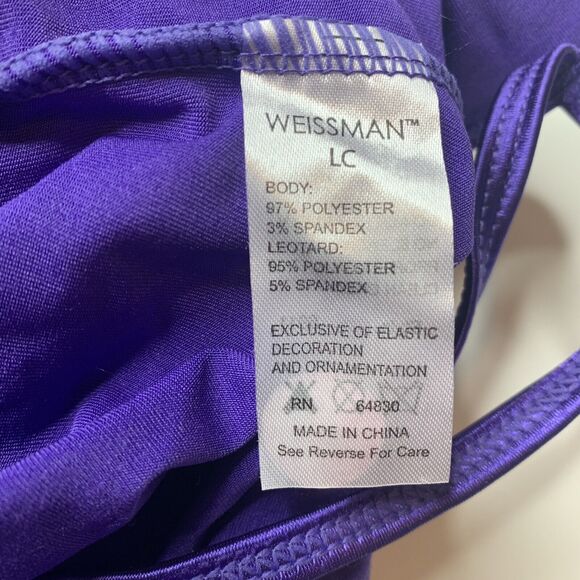 WEISSMAN™
LC
BODY:
97% POLYESTER
3% SPANDEX
LEOTARD:
95% POLYESTER
5% SPANDEX
EXCLUSIVE OF ELASTIC
DECORATION
AND ORNAMENTATION
RN 64830
MADE IN CHINA
See Reverse For Care